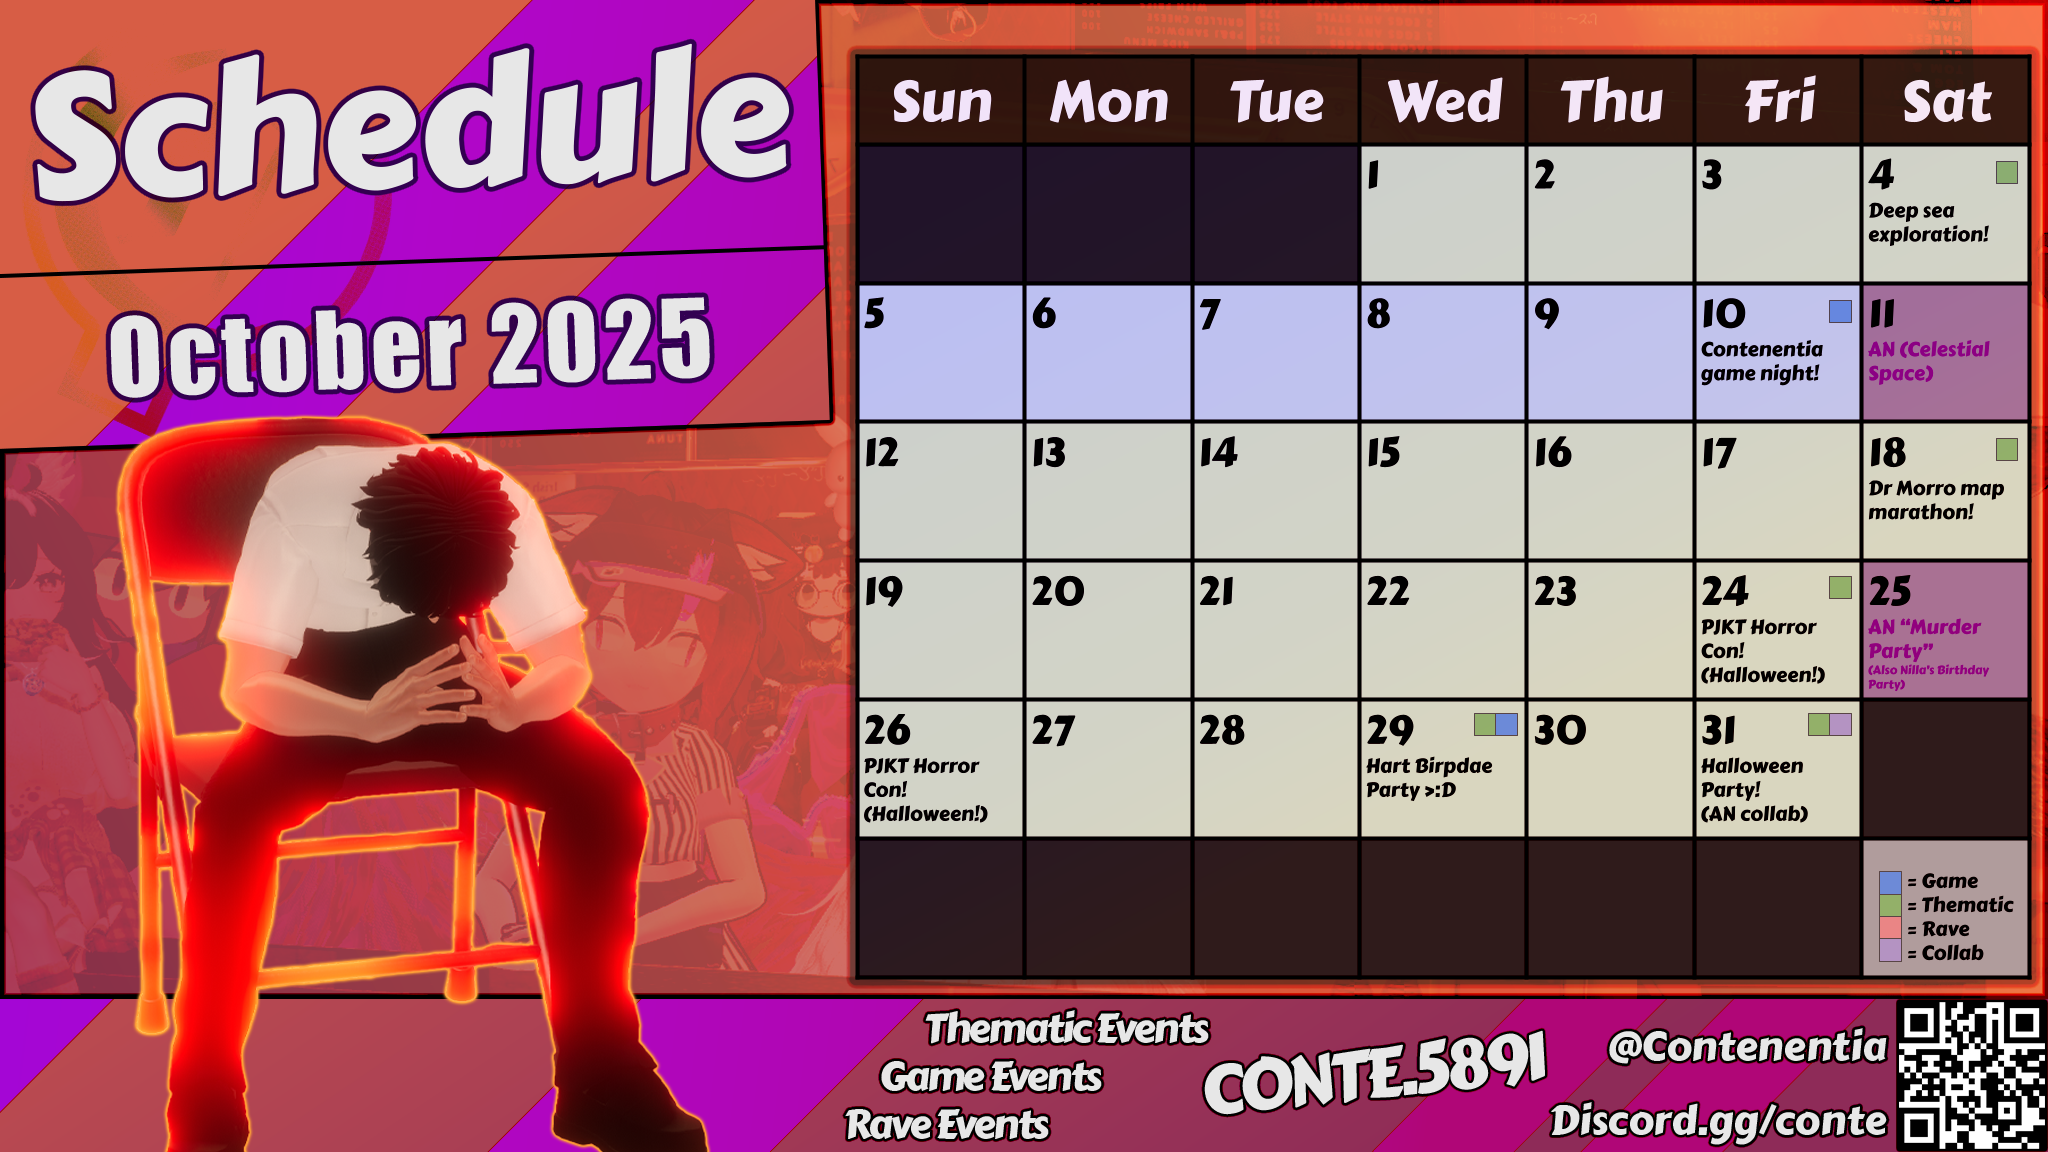 Schedule
October 2025
Sun Mon Tue Wed Thu Fri Sat
1 2 3 4
Deep sea
exploration!
5 6 7 8 9 10 11
Contenentia
game night!
AN (Celestial
Space)
12 13 14 15 16 17 18
Dr Morro map
marathon!
19 20 21 22 23 24 25
PJKT Horror
Con!
(Halloween!)
AN “Murder
Party”
(Also Nilla's Birthday
Party)
26 27 28 29 30 31
PJKT Horror
Con!
(Halloween!)
Hart Birpdae
Party >:D
Halloween
Party!
(AN collab)
= Game
= Thematic
= Rave
= Collab
Thematic Events
Game Events
Rave Events
CONTE.5891
@Contenentia
Discord.gg/conte